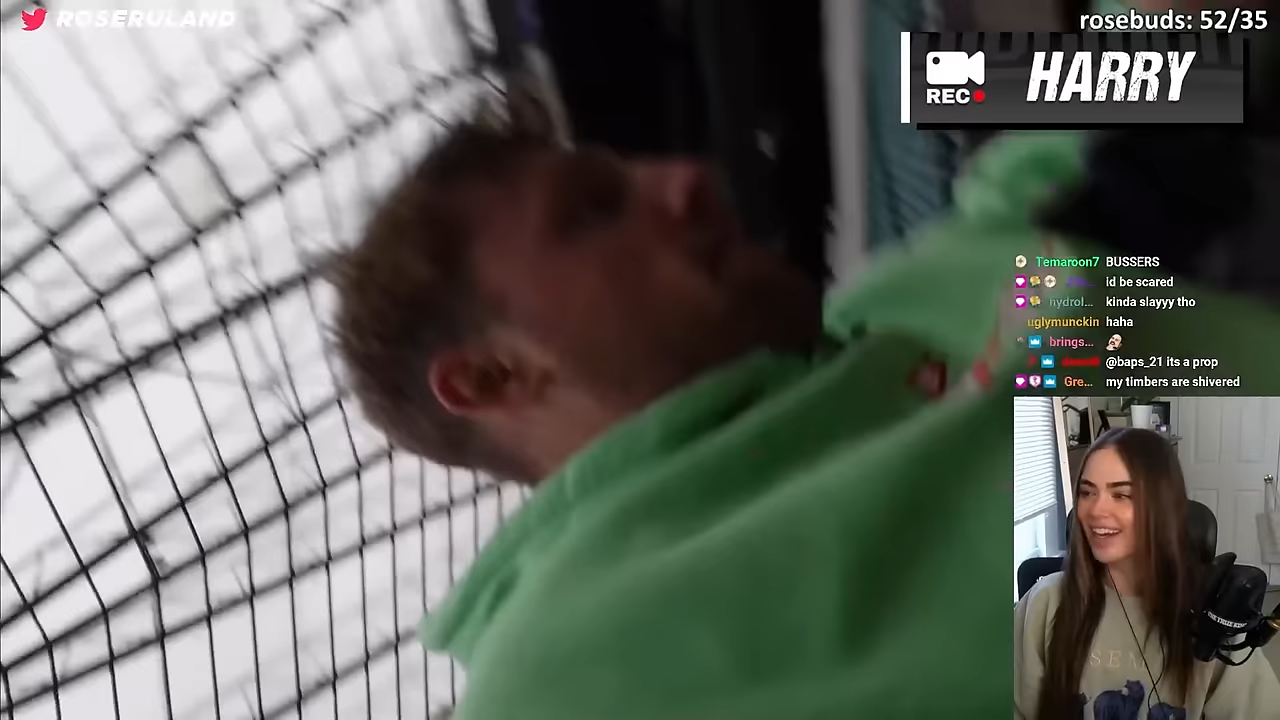 ROSERULAND
rosebuds: 52/35
REC
HARRY
Temaroon7 BUSSERS
id be scared
hydrol... kinda slayyy tho
uglymunckin haha
brings...
@baps_21 its a prop
Gre... my timbers are shivered
SEM